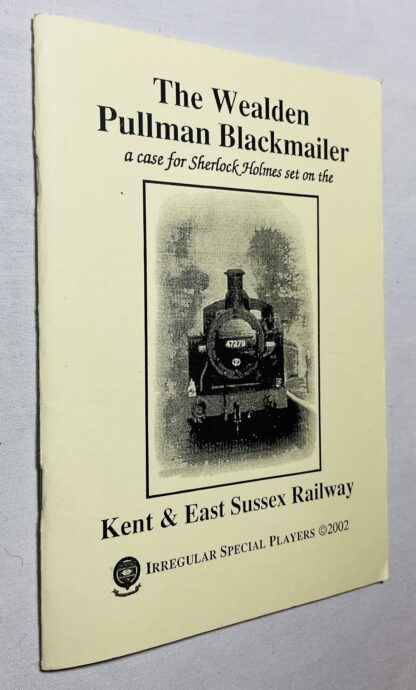 The Wealden
Pullman Blackmailer
a case for Sherlock Holmes set on the
47279
Kent & East Sussex Railway
IRREGULAR SPECIAL PLAYERS ©2002